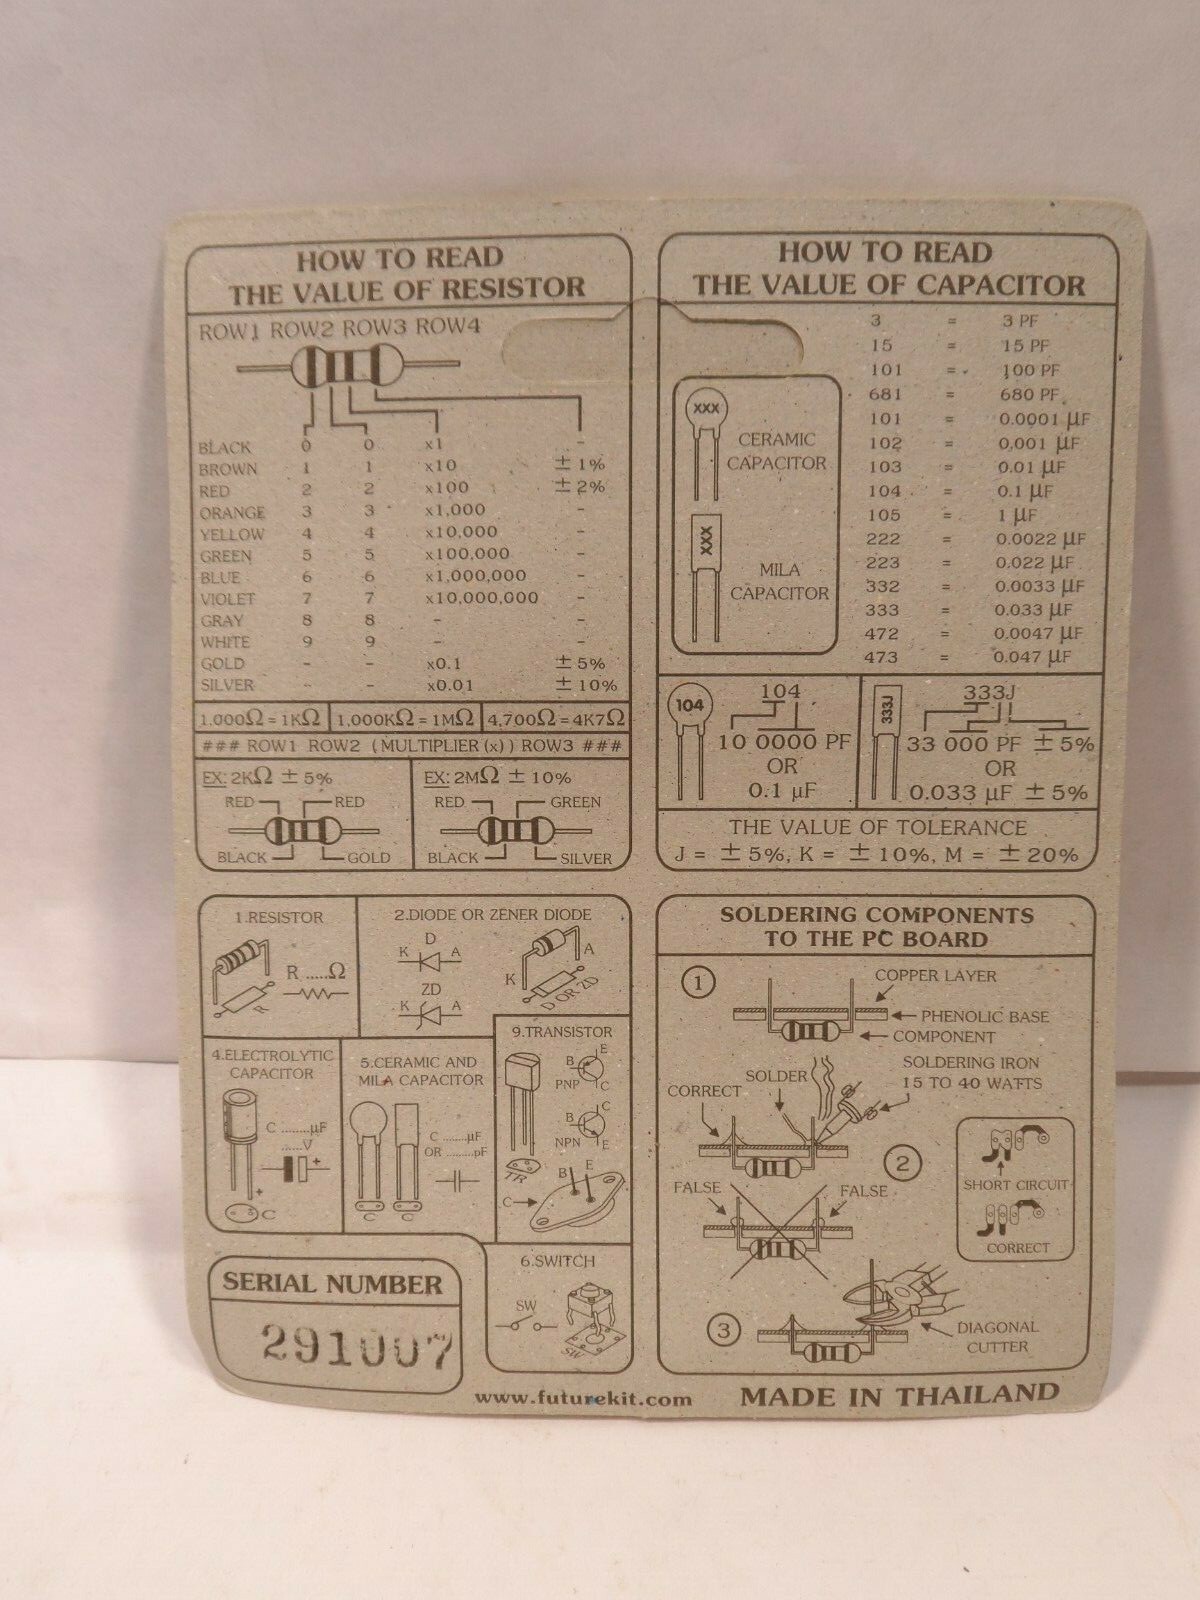 HOW TO READ
THE VALUE OF RESISTOR
ROW1 ROW2 ROW3 ROW4
BLACK 0 0 x1 -
BROWN 1 1 x10 ± 1%
RED 2 2 x100 ± 2%
ORANGE 3 3 x1,000 -
YELLOW 4 4 x10,000 -
GREEN 5 5 x100,000 -
BLUE 6 6 x1,000,000 -
VIOLET 7 7 x10,000,000 -
GRAY 8 8 - -
WHITE 9 9 - -
GOLD - - x0.1 ± 5%
SILVER - - x0.01 ± 10%
1,000Ω = 1KΩ 1,000KΩ = 1MΩ 4,700Ω = 4K7Ω
### ROW1 ROW2 (MULTIPLIER (x)) ROW3 ###
EX: 2KΩ ± 5%
RED RED
BLACK GOLD
EX: 2MΩ ± 10%
RED GREEN
BLACK SILVER
HOW TO READ
THE VALUE OF CAPACITOR
XXX
CERAMIC
CAPACITOR
XXX
MILA
CAPACITOR
3 = 3 PF
15 = 15 PF
101 = 100 PF
681 = 680 PF
101 = 0.0001 µF
102 = 0,001 µF
103 = 0.01 µF
104 = 0.1 µF
105 = 1 µF
222 = 0.0022 µF
223 = 0.022 µF
332 = 0.0033 µF
333 = 0.033 µF
472 = 0.0047 µF
473 = 0.047 µF
104
104
10 0000 PF
OR
0.1 µF
333J
333J
33 000 PF ± 5%
OR
0.033 µF ± 5%
THE VALUE OF TOLERANCE
J = ± 5%, K = ± 10%, M = ± 20%
1.RESISTOR
R .....Ω
R
2.DIODE OR ZENER DIODE
D
K A
ZD
K A
A
K
D OR ZD
4.ELECTROLYTIC
CAPACITOR
C ........µF
......V
+
+
C
5.CERAMIC AND
MILA CAPACITOR
C .......µF
OR ........pF
C C
9.TRANSISTOR
B E
PNP C
B C
NPN E
TR
B E
C
6.SWITCH
SW
SW
SERIAL NUMBER
291007
SOLDERING COMPONENTS
TO THE PC BOARD
1
COPPER LAYER
PHENOLIC BASE
COMPONENT
SOLDERING IRON
15 TO 40 WATTS
SOLDER
CORRECT
2
FALSE FALSE
SHORT CIRCUIT
CORRECT
3
DIAGONAL
CUTTER
www.futurekit.com
MADE IN THAILAND